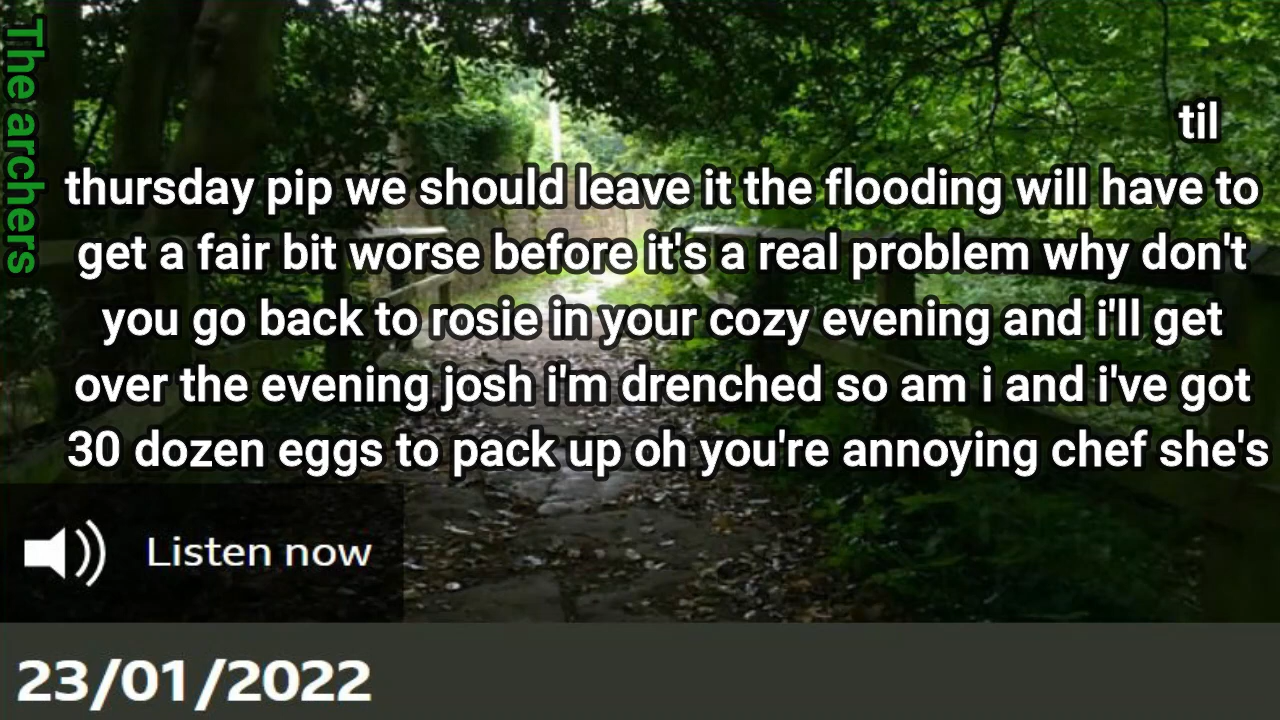 The archers
til
thursday pip we should leave it the flooding will have to
get a fair bit worse before it's a real problem why don't
you go back to rosie in your cozy evening and i'll get
over the evening josh i'm drenched so am i and i've got
30 dozen eggs to pack up oh you're annoying chef she's
Listen now
23/01/2022